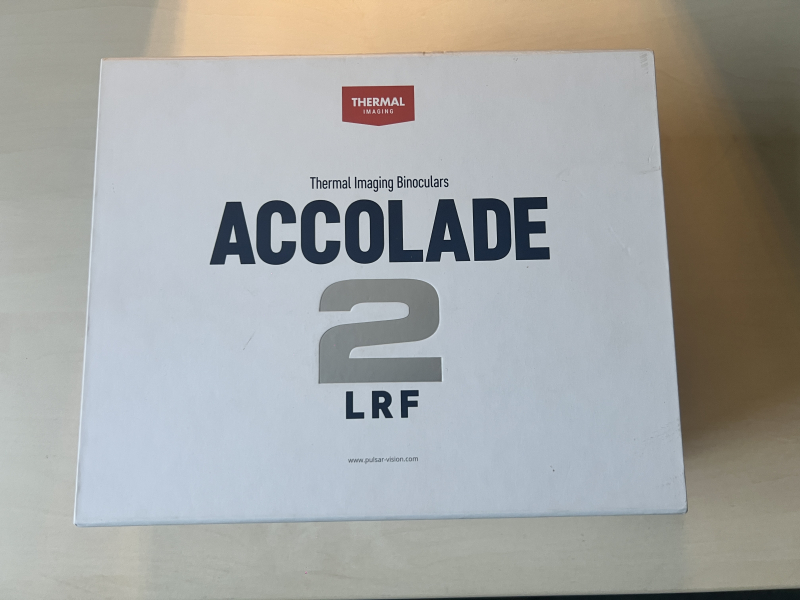 THERMAL
IMAGING
Thermal Imaging Binoculars
ACCOLADE
2
LRF
www.pulsar-vision.com